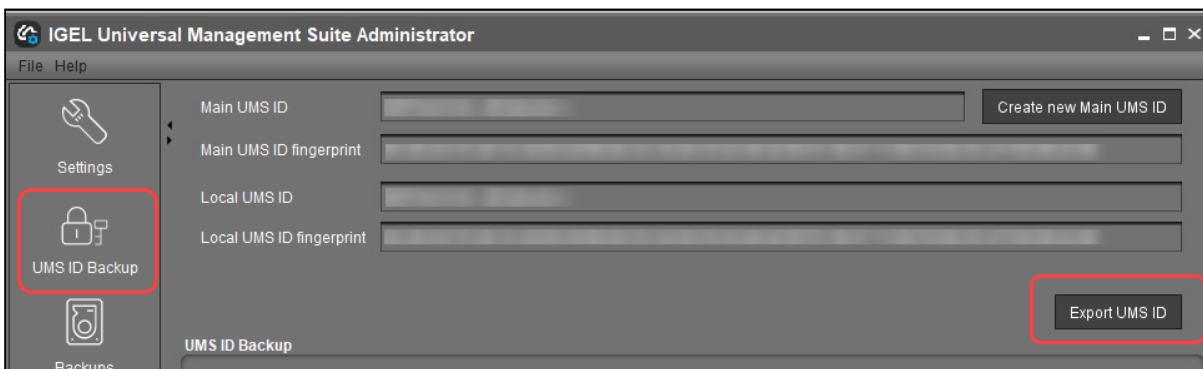 IGEL Universal Management Suite Administrator
File Help
Settings
UMS ID Backup
Backups
Main UMS ID
Create new Main UMS ID
Main UMS ID fingerprint
Local UMS ID
Local UMS ID fingerprint
Export UMS ID
UMS ID Backup